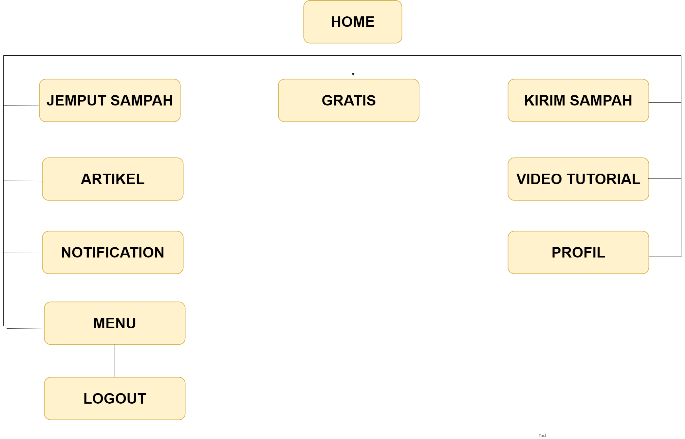 HOME
JEMPUT SAMPAH
GRATIS
KIRIM SAMPAH
ARTIKEL
VIDEO TUTORIAL
NOTIFICATION
PROFIL
MENU
LOGOUT